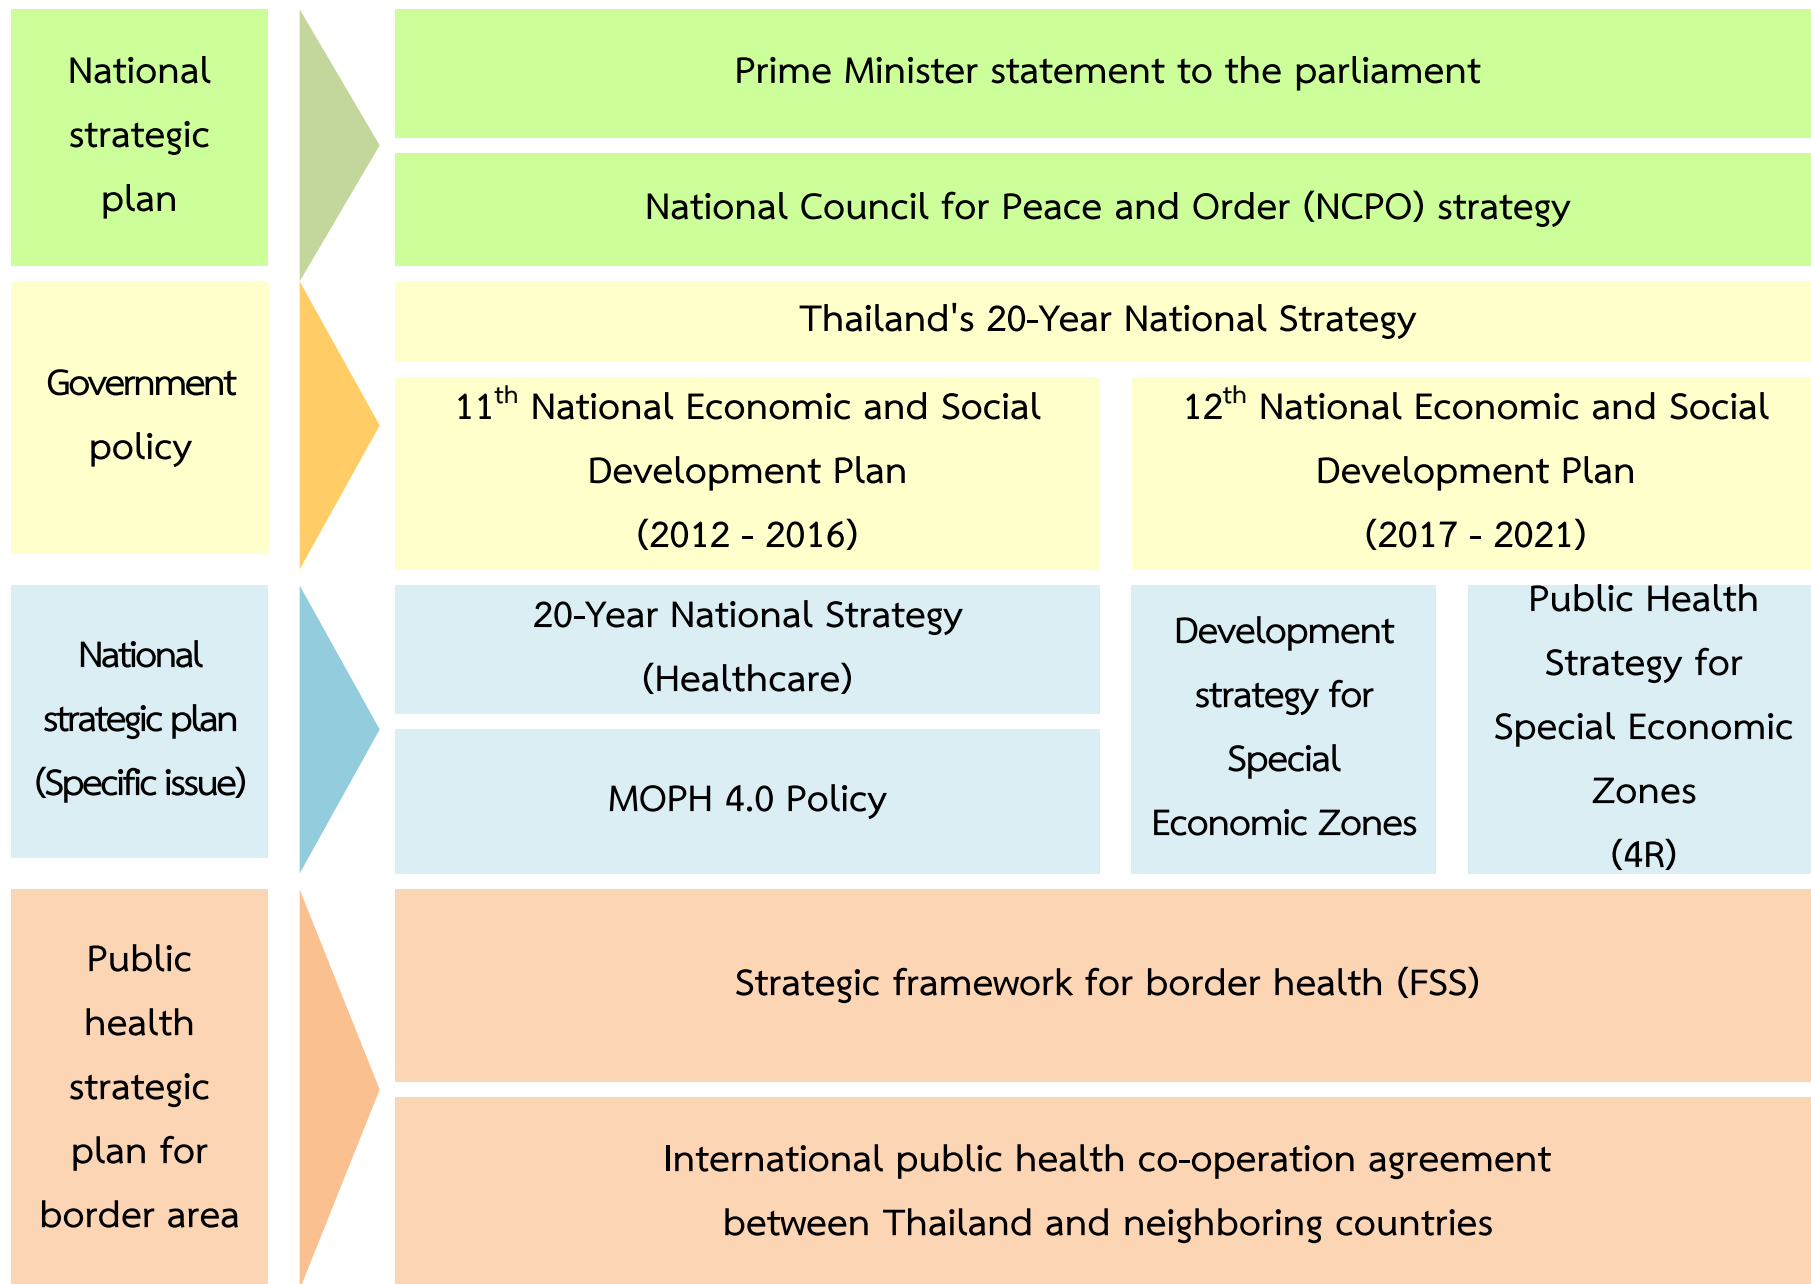 National
strategic
plan
Prime Minister statement to the parliament
National Council for Peace and Order (NCPO) strategy
Government
policy
Thailand's 20-Year National Strategy
11th National Economic and Social
Development Plan
(2012 - 2016)
12th National Economic and Social
Development Plan
(2017 - 2021)
National
strategic plan
(Specific issue)
20-Year National Strategy
(Healthcare)
MOPH 4.0 Policy
Development
strategy for
Special
Economic Zones
Public Health
Strategy for
Special Economic
Zones
(4R)
Public
health
strategic
plan for
border area
Strategic framework for border health (FSS)
International public health co-operation agreement
between Thailand and neighboring countries